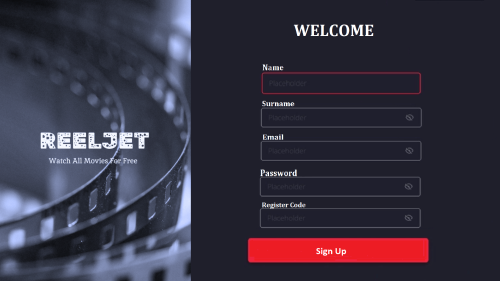 WELCOME
Name
Placeholder
Surname
Placeholder
Email
Placeholder
Password
Placeholder
Register Code
Placeholder
Sign Up
REELJET
Watch All Movies For Free